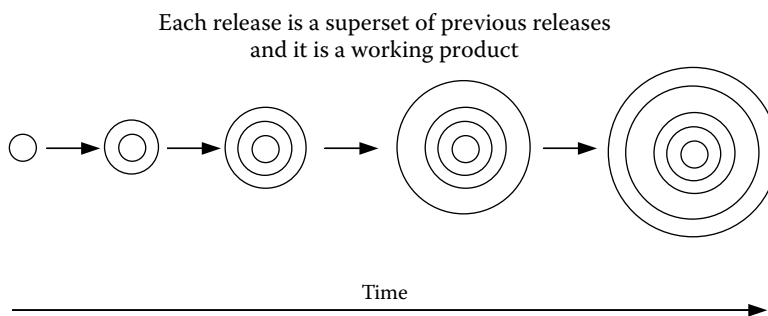 Each release is a superset of previous releases
and it is a working product
Time